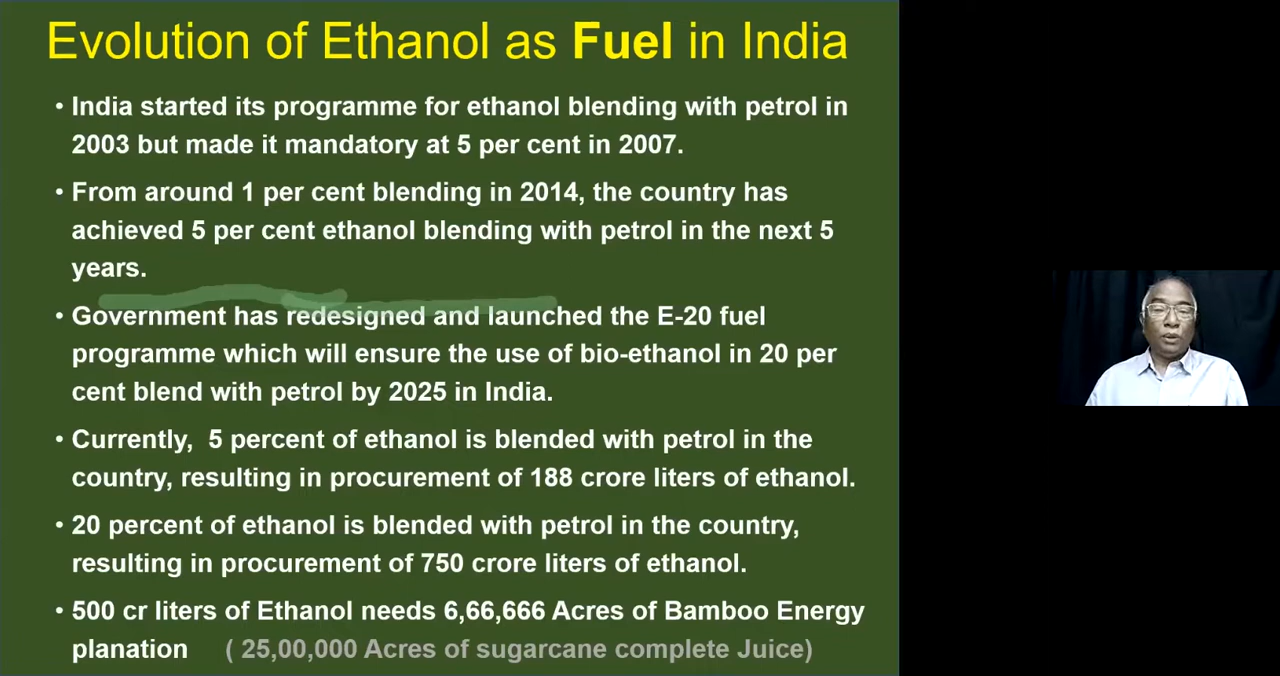 Evolution of Ethanol as Fuel in India
• India started its programme for ethanol blending with petrol in
2003 but made it mandatory at 5 per cent in 2007.
• From around 1 per cent blending in 2014, the country has
achieved 5 per cent ethanol blending with petrol in the next 5
years.
• Government has redesigned and launched the E-20 fuel
programme which will ensure the use of bio-ethanol in 20 per
cent blend with petrol by 2025 in India.
• Currently, 5 percent of ethanol is blended with petrol in the
country, resulting in procurement of 188 crore liters of ethanol.
• 20 percent of ethanol is blended with petrol in the country,
resulting in procurement of 750 crore liters of ethanol.
• 500 cr liters of Ethanol needs 6,66,666 Acres of Bamboo Energy
planation ( 25,00,000 Acres of sugarcane complete Juice)